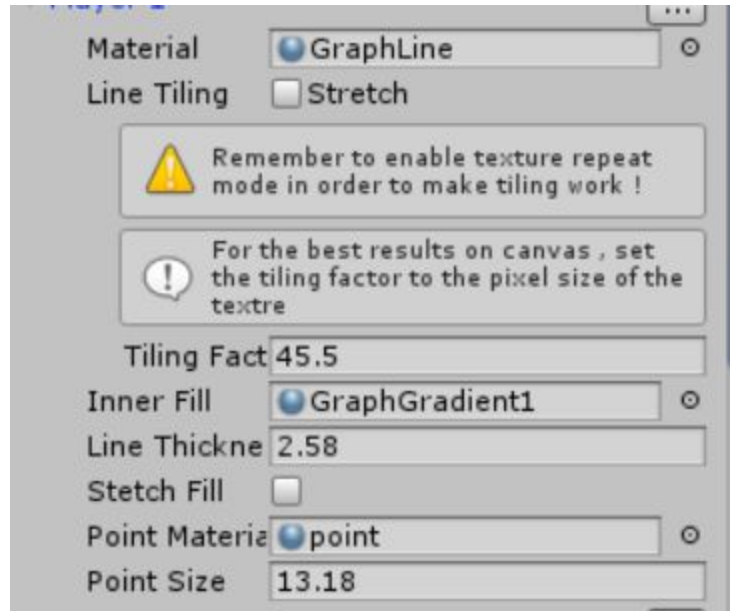 Material GraphLine
Line Tiling Stretch
Remember to enable texture repeat
mode in order to make tiling work !
For the best results on canvas , set
the tiling factor to the pixel size of the
textre
Tiling Fact 45.5
Inner Fill GraphGradient1
Line Thickne 2.58
Stetch Fill
Point Materia point
Point Size 13.18